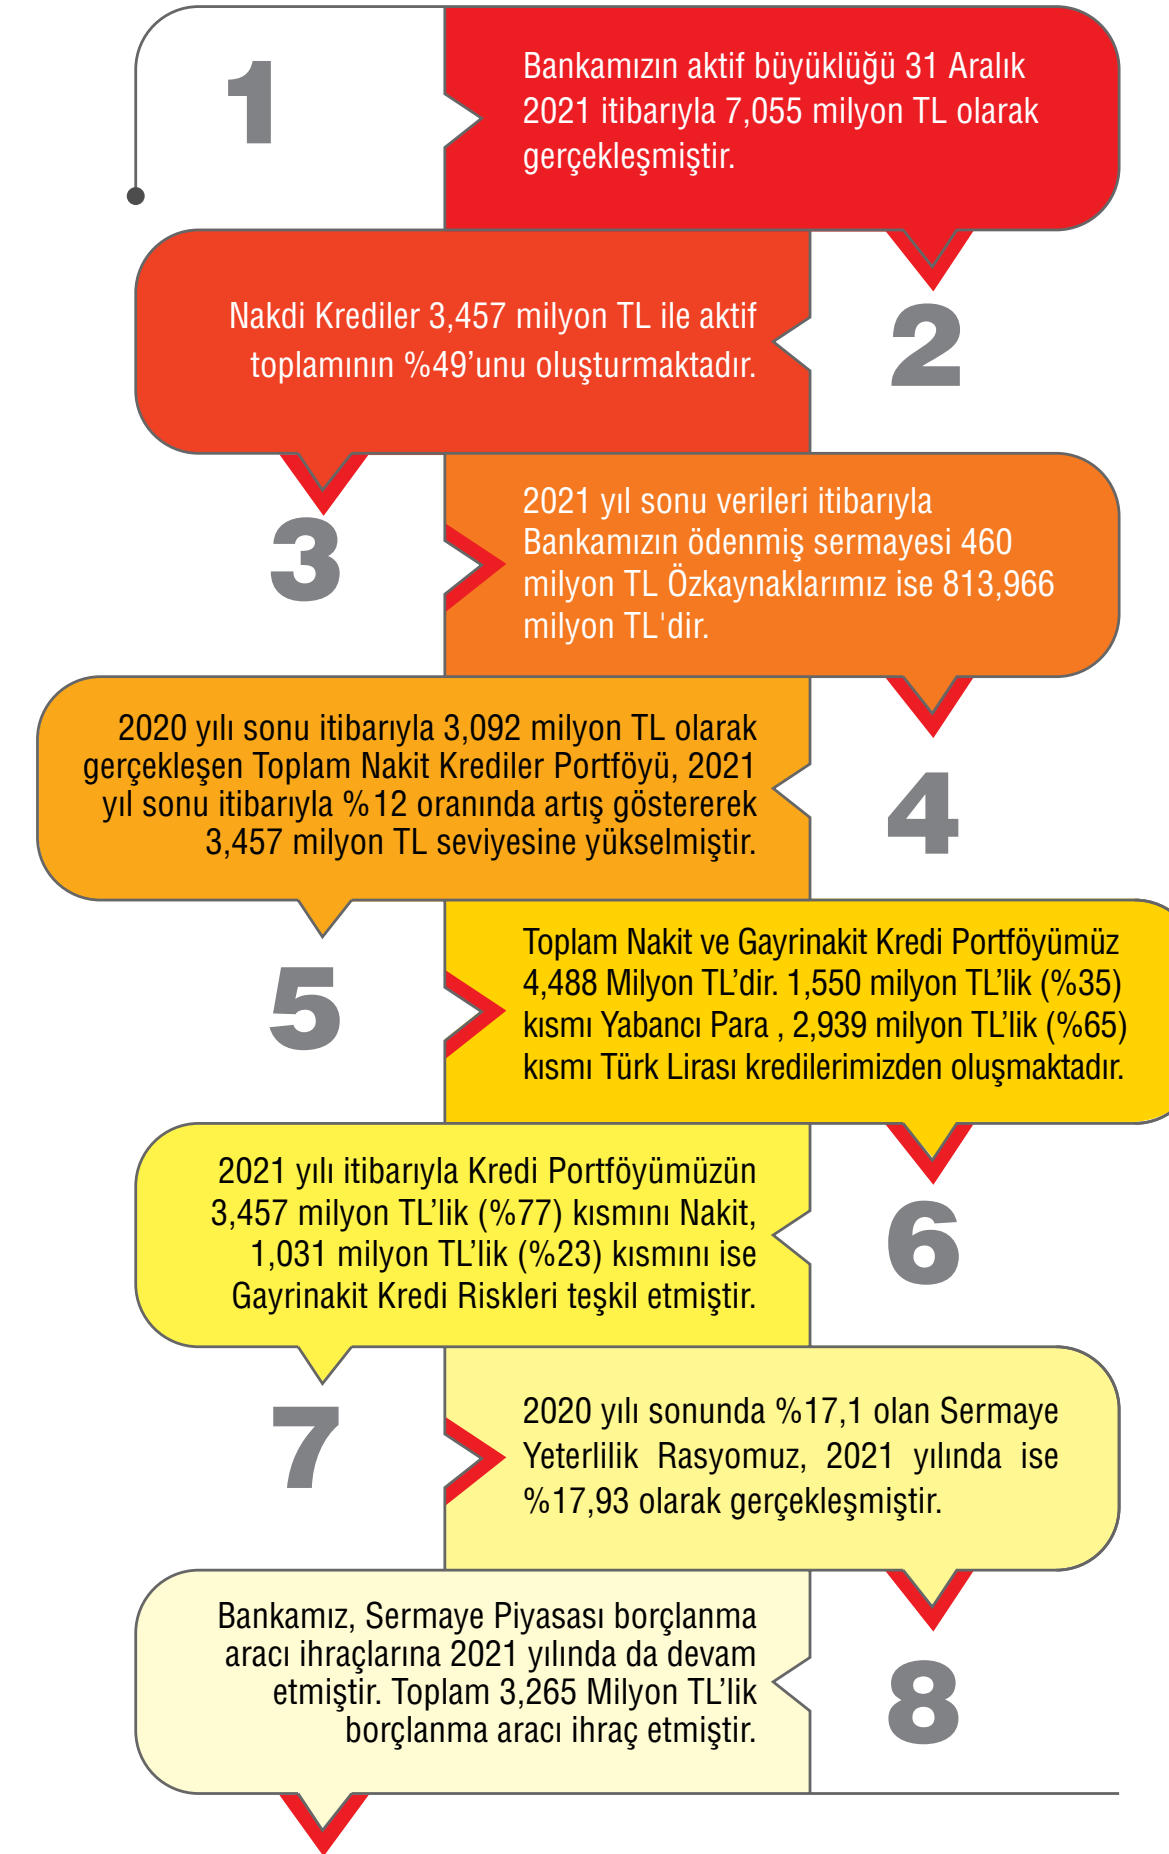 1
Bankamızın aktif büyüklüğü 31 Aralık
2021 itibarıyla 7,055 milyon TL olarak
gerçekleşmiştir.
Nakdi Krediler 3,457 milyon TL ile aktif
toplamının %49’unu oluşturmaktadır.
2
3
2021 yıl sonu verileri itibarıyla
Bankamızın ödenmiş sermayesi 460
milyon TL Özkaynaklarımız ise 813,966
milyon TL'dir.
2020 yılı sonu itibarıyla 3,092 milyon TL olarak
gerçekleşen Toplam Nakit Krediler Portföyü, 2021
yıl sonu itibarıyla %12 oranında artış göstererek
3,457 milyon TL seviyesine yükselmiştir.
4
5
Toplam Nakit ve Gayrinakit Kredi Portföyümüz
4,488 Milyon TL’dir. 1,550 milyon TL’lik (%35)
kısmı Yabancı Para , 2,939 milyon TL’lik (%65)
kısmı Türk Lirası kredilerimizden oluşmaktadır.
2021 yılı itibarıyla Kredi Portföyümüzün
3,457 milyon TL’lik (%77) kısmını Nakit,
1,031 milyon TL’lik (%23) kısmını ise
Gayrinakit Kredi Riskleri teşkil etmiştir.
6
7
2020 yılı sonunda %17,1 olan Sermaye
Yeterlilik Rasyomuz, 2021 yılında ise
%17,93 olarak gerçekleşmiştir.
Bankamız, Sermaye Piyasası borçlanma
aracı ihraçlarına 2021 yılında da devam
etmiştir. Toplam 3,265 Milyon TL’lik
borçlanma aracı ihraç etmiştir.
8